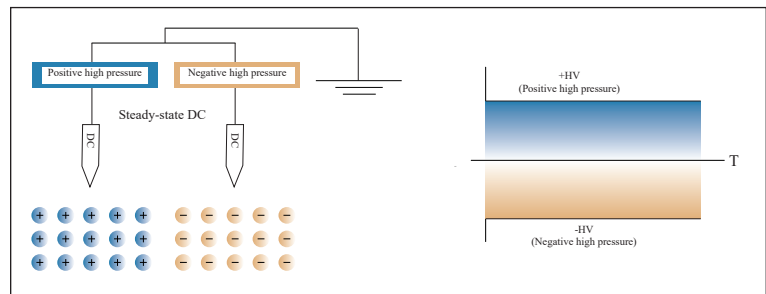 Positive high pressure
Negative high pressure
Steady-state DC
DC
DC
+ + + + + - - - - -
+ + + + + - - - - -
+ + + + + - - - - -
+HV
(Positive high pressure)
T
-HV
(Negative high pressure)